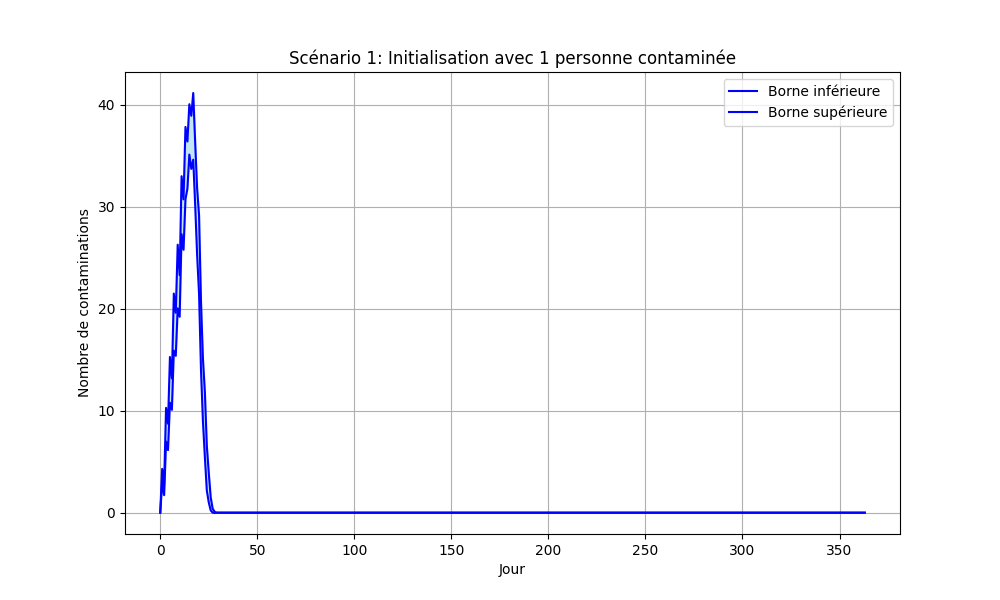 Scénario 1: Initialisation avec 1 personne contaminée
Borne inférieure
Borne supérieure
Nombre de contaminations
40
30
20
10
0
0 50 100 150 200 250 300 350
Jour